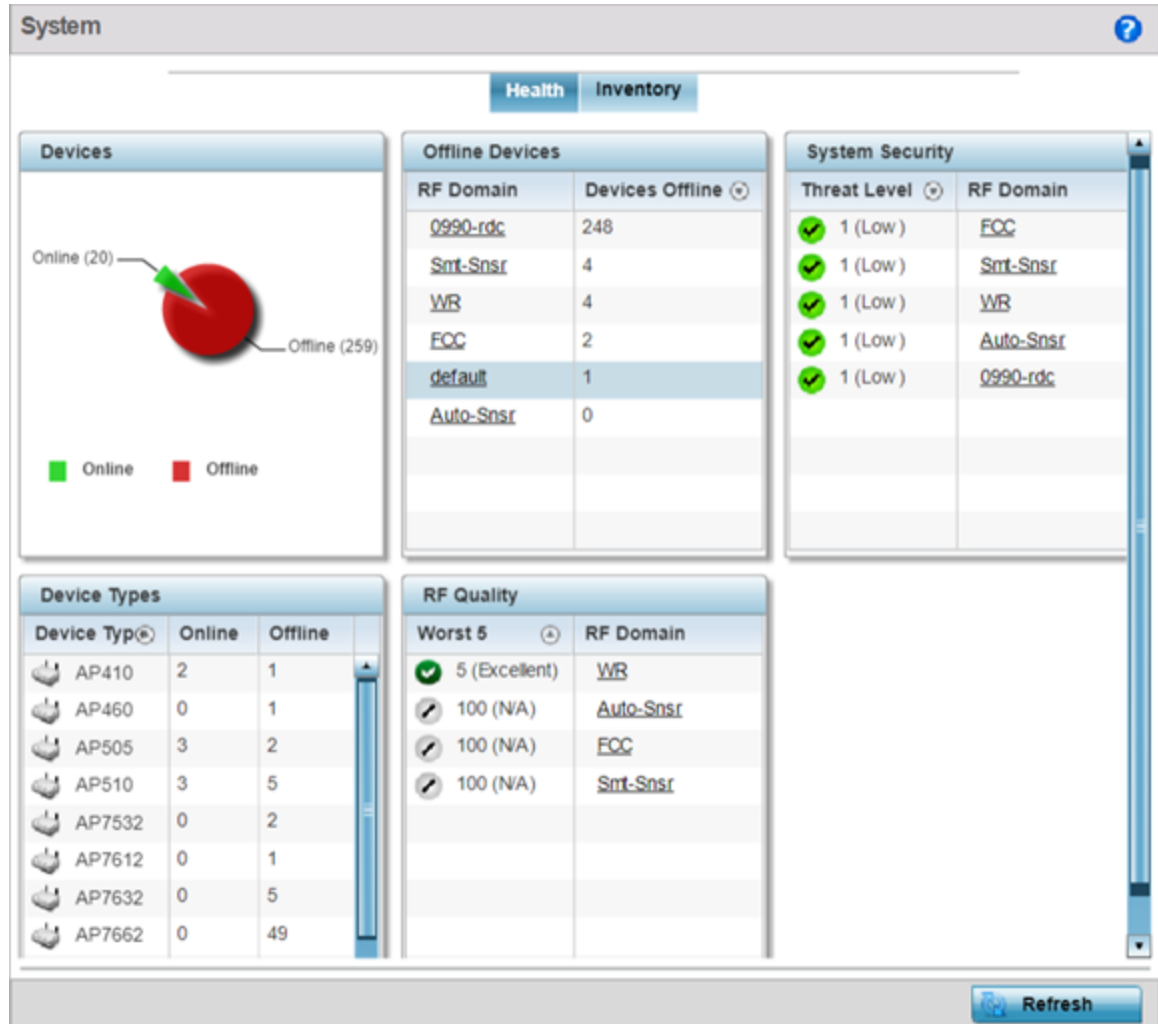 System
Health Inventory
Devices
Online (20)
Offline (259)
Online Offline
Offline Devices
RF Domain Devices Offline
0990-rdc 248
Smt-Snsr 4
WR 4
FCC 2
default 1
Auto-Snsr 0
System Security
Threat Level RF Domain
1 (Low) FCC
1 (Low) Smt-Snsr
1 (Low) WR
1 (Low) Auto-Snsr
1 (Low) 0990-rdc
Device Types
Device Typ Online Offline
AP410 2 1
AP460 0 1
AP505 3 2
AP510 3 5
AP7532 0 2
AP7612 0 1
AP7632 0 5
AP7662 0 49
RF Quality
Worst 5 RF Domain
5 (Excellent) WR
100 (N/A) Auto-Snsr
100 (N/A) FCC
100 (N/A) Smt-Snsr
Refresh